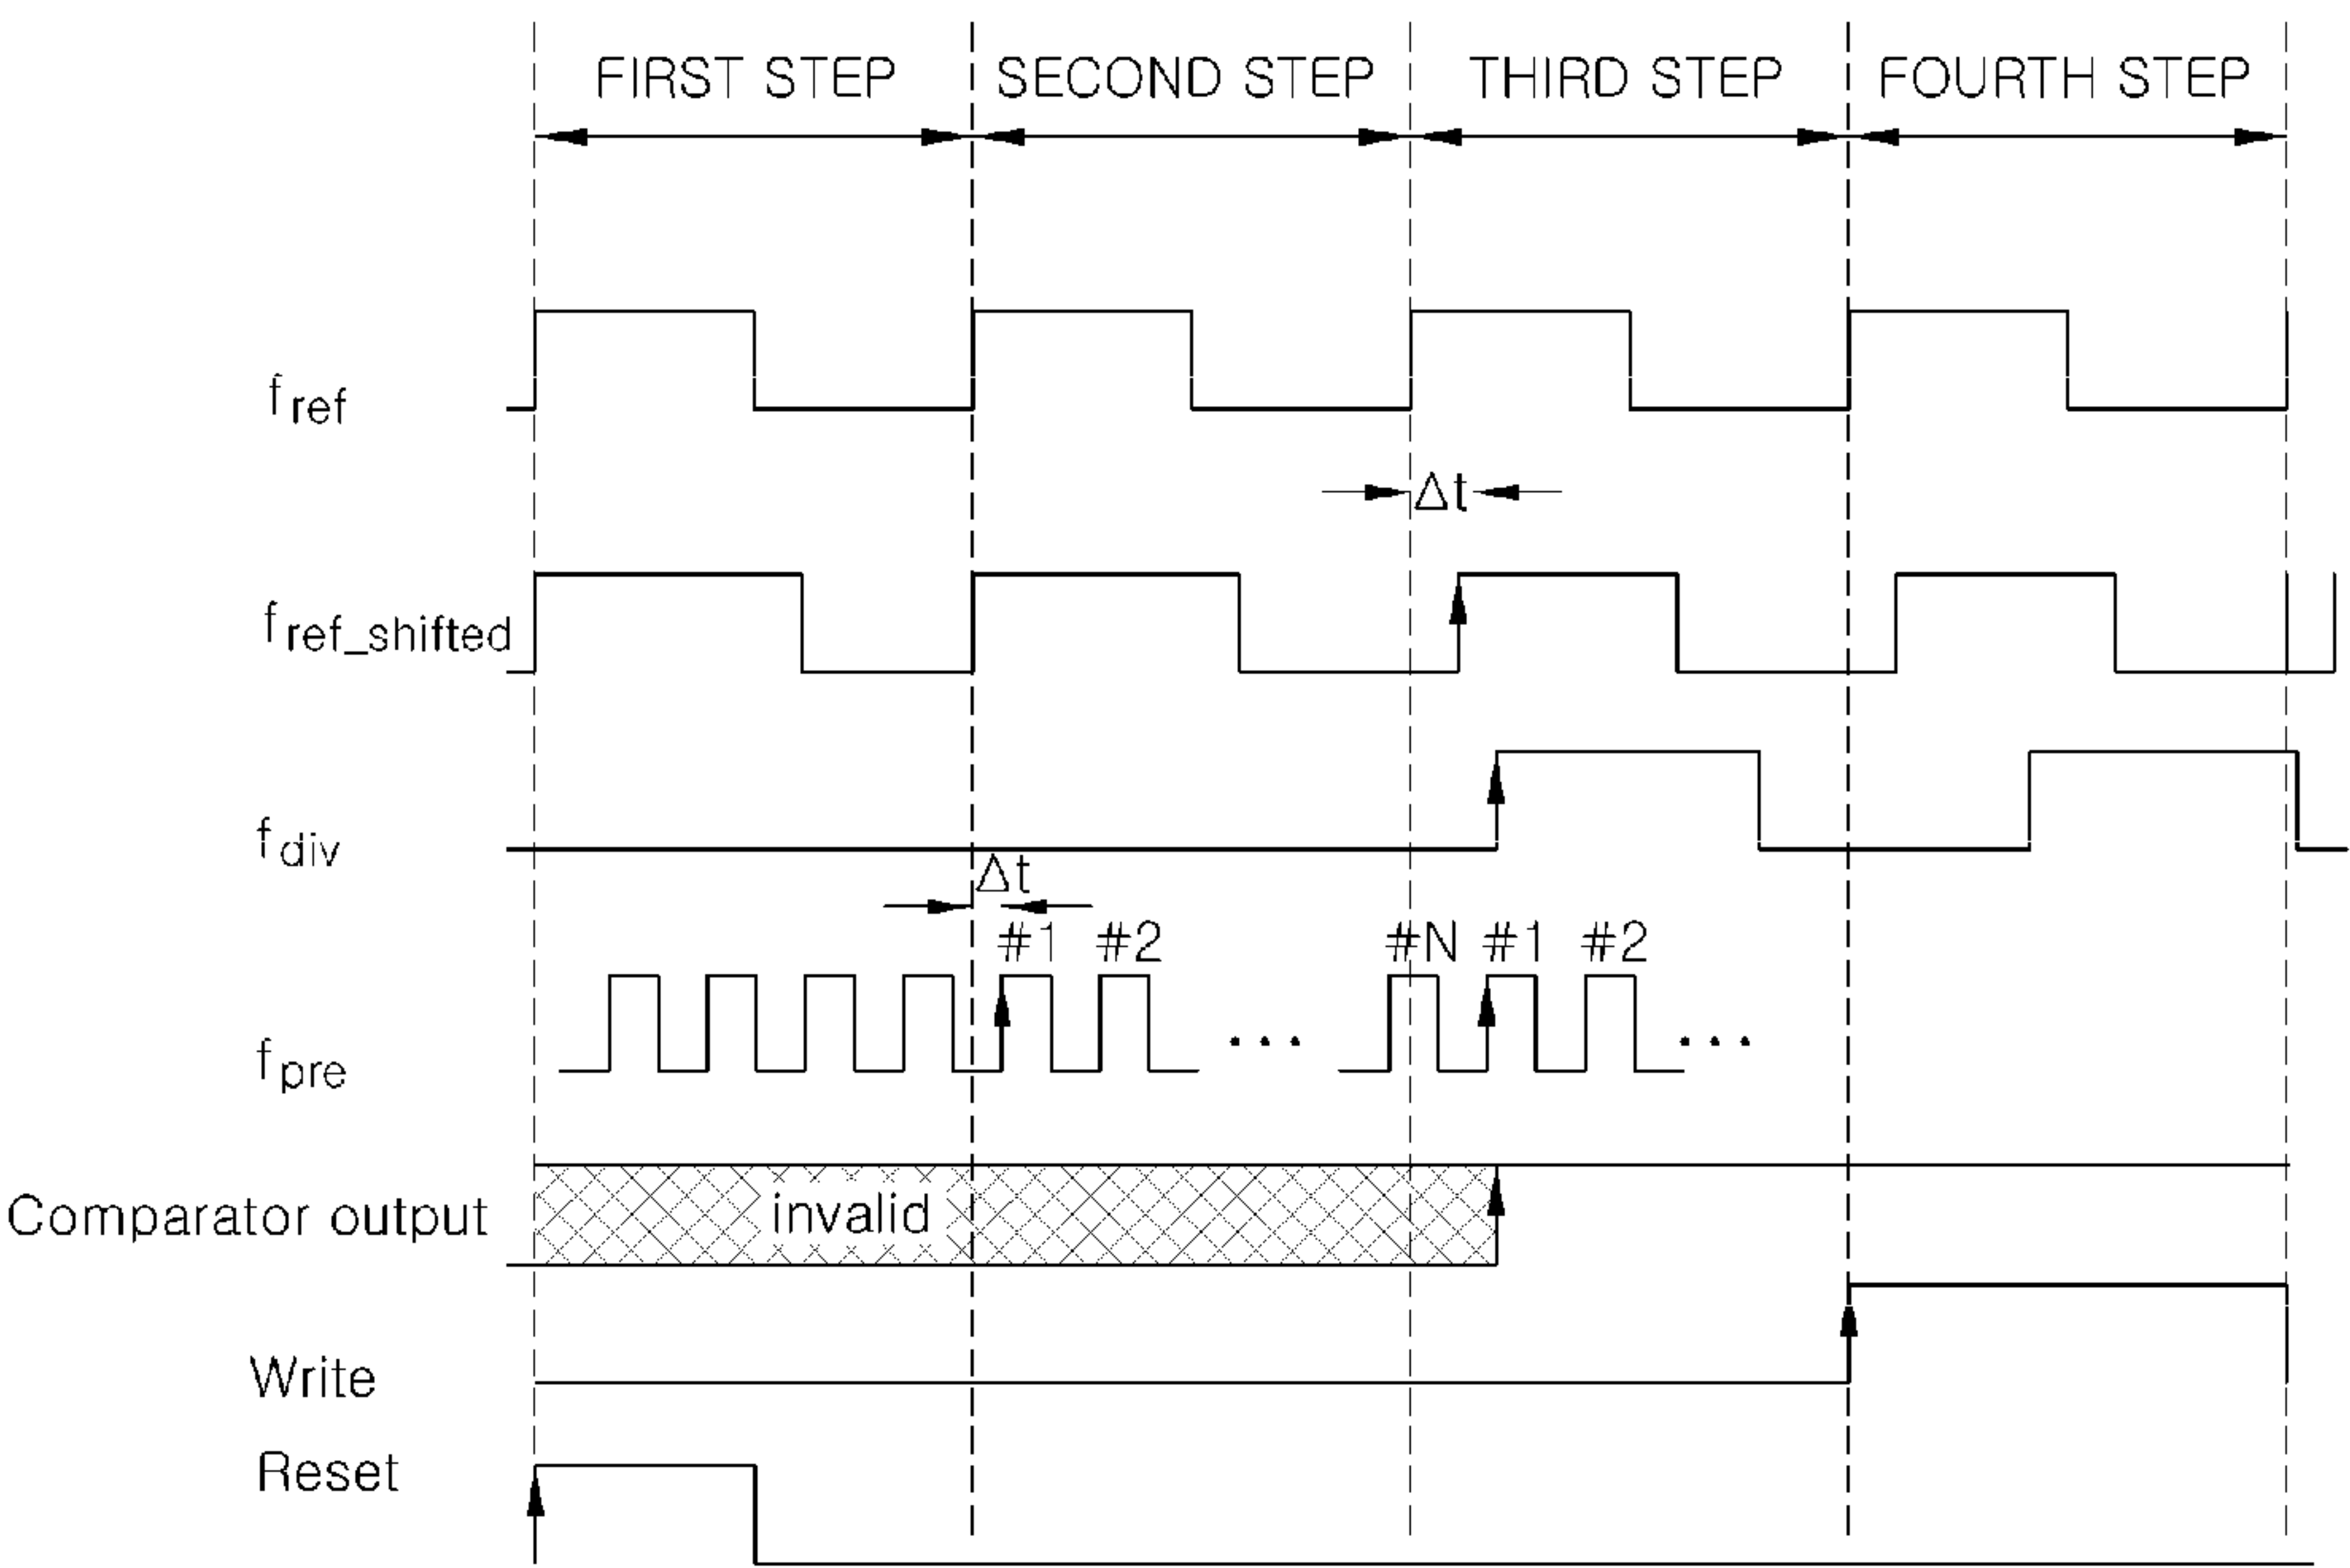 FIRST STEP SECOND STEP THIRD STEP FOURTH STEP
fref
Δt
fref_shifted
fdiv
Δt
#1 #2 #N #1 #2
fpre
...
...
Comparator output
invalid
Write
Reset